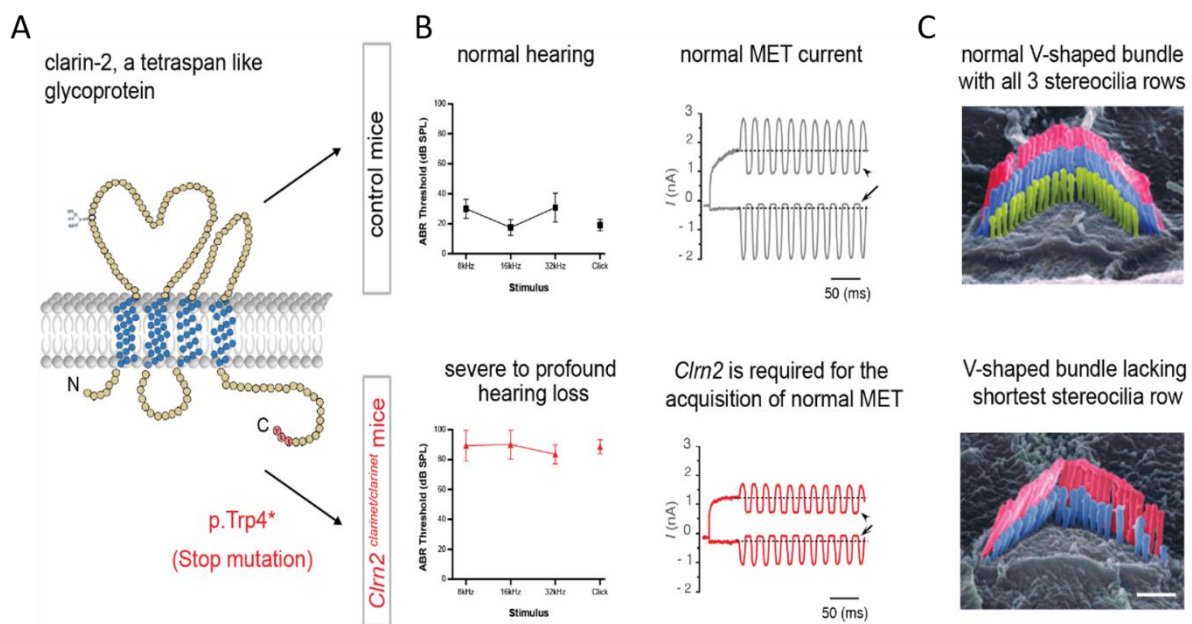 A
clarin-2, a tetraspan like
glycoprotein
N
C
p.Trp4*
(Stop mutation)
control mice
Clrn2 clarinet/clarinet mice
B
normal hearing
ABR Threshold (dB SPL)
100
80
60
40
20
0
8kHz
16kHz
32kHz
Click
Stimulus
normal MET current
I (nA)
3
2
1
0
- 1
- 2
50 (ms)
severe to profound
hearing loss
ABR Threshold (dB SPL)
100
80
60
40
20
0
8kHz
16kHz
32kHz
Click
Stimulus
Clrn2 is required for the
acquisition of normal MET
I (nA)
3
2
1
0
- 1
- 2
50 (ms)
C
normal V-shaped bundle
with all 3 stereocilia rows
V-shaped bundle lacking
shortest stereocilia row